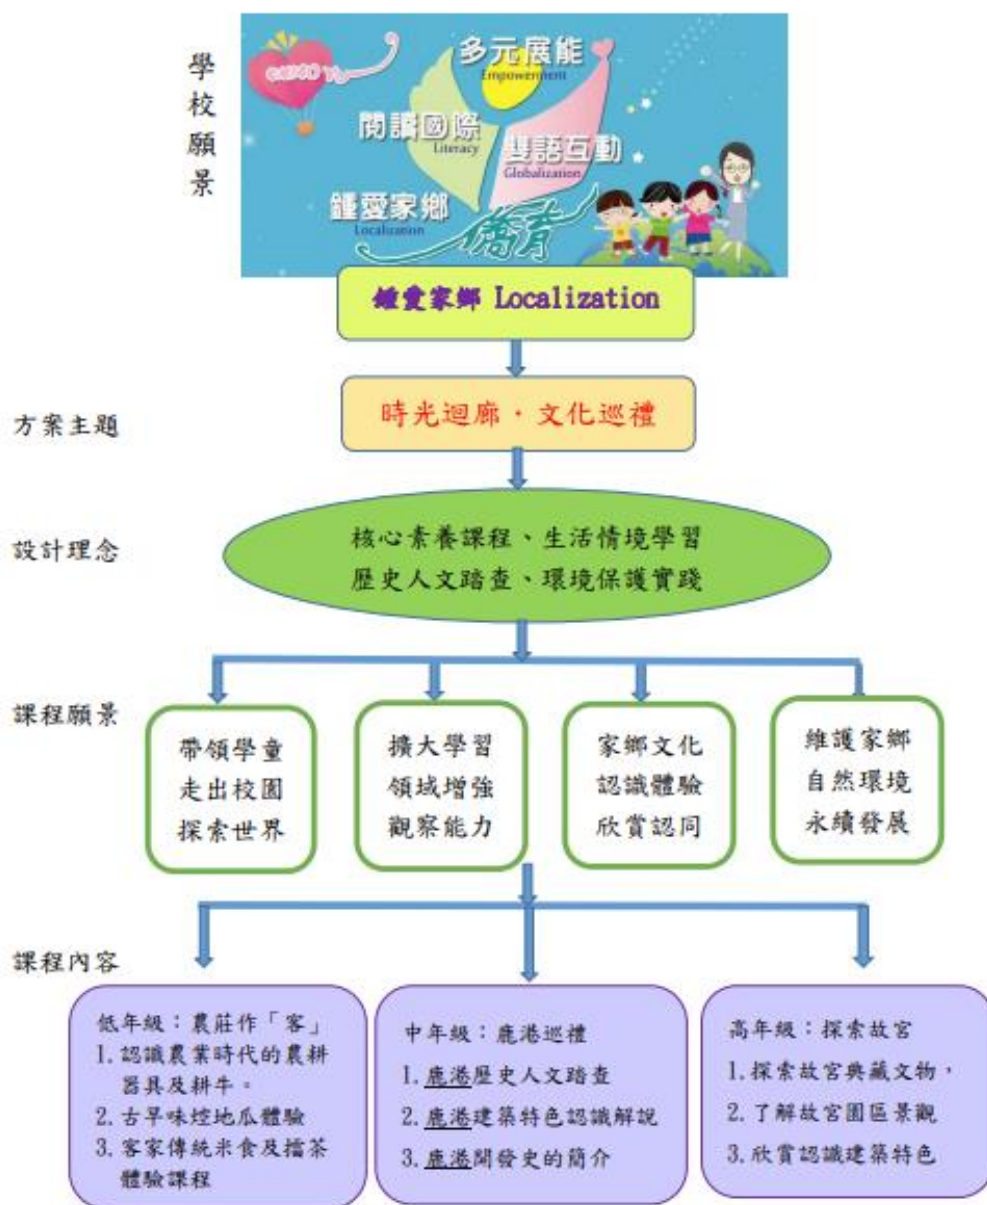 學校願景
CHIAO YU
多元展能
Empowerment
閱讀國際
Literacy
雙語互動
Globalization
鍾愛家鄉
Localization
僑育
鍾愛家鄉 Localization
方案主題
時光迴廊·文化巡禮
設計理念
核心素養課程、生活情境學習
歷史人文踏查、環境保護實踐
課程願景
帶領學童
走出校園
探索世界
擴大學習
領域增強
觀察能力
家鄉文化
認識體驗
欣賞認同
維護家鄉
自然環境
永續發展
課程內容
低年級：農莊作「客」
1. 認識農業時代的農耕
器具及耕牛。
2. 古早味焢地瓜體驗
3. 客家傳統米食及擂茶
體驗課程
中年級：鹿港巡禮
1. 鹿港歷史人文踏查
2. 鹿港建築特色認識解說
3. 鹿港開發史的簡介
高年級：探索故宮
1. 探索故宮典藏文物，
2. 了解故宮園區景觀
3. 欣賞認識建築特色